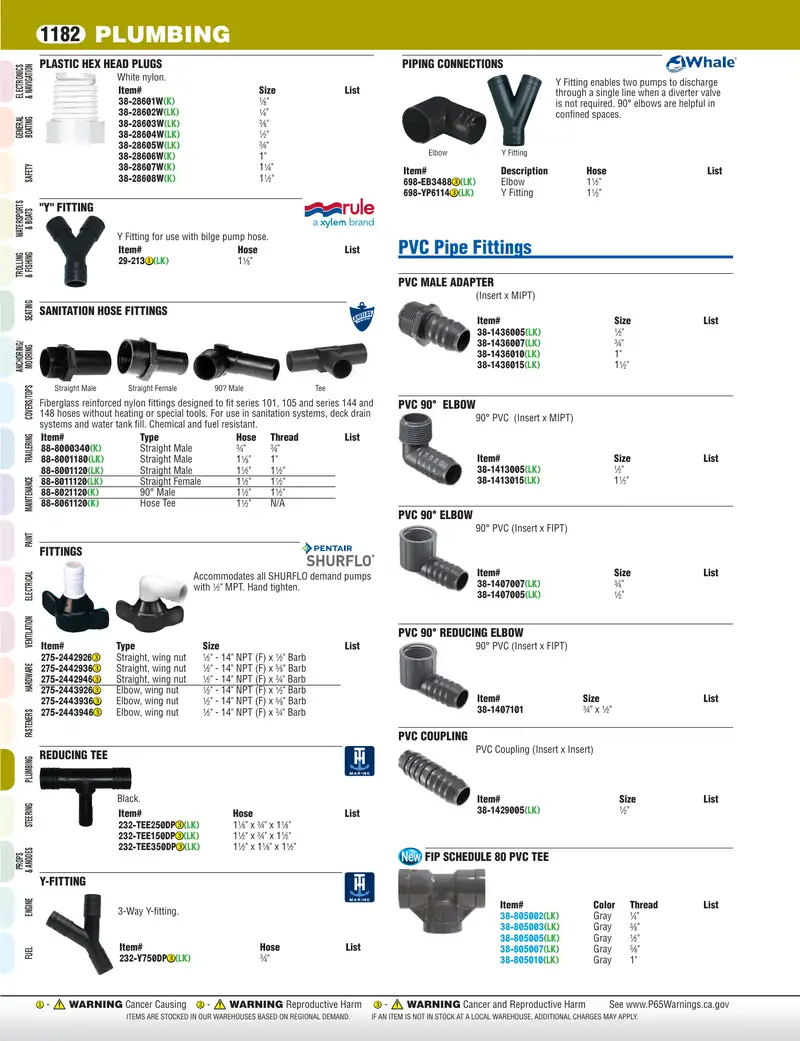 1182 PLUMBING
ELECTRONICS & NAVIGATION
GENERAL BOATING
SAFETY
WATERSPORTS & BOATS
TROLLING & FISHING
SEATING
ANCHORING/ MOORING
COVERS/TOPS
TRAILERING
MAINTENANCE
PAINT
ELECTRICAL
VENTILATION
HARDWARE
FASTENERS
PLUMBING
STEERING
PROPS & ANODES
ENGINE
FUEL
PLASTIC HEX HEAD PLUGS
White nylon.
Item# Size List
38-28601W(K) ⅛"
38-28602W(LK) ¼"
38-28603W(LK) ⅜"
38-28604W(LK) ½"
38-28605W(LK) ¾"
38-28606W(K) 1"
38-28607W(K) 1¼"
38-28608W(K) 1½"
"Y" FITTING
rule
a xylem brand
Y Fitting for use with bilge pump hose.
Item# Hose List
29-213 1 (LK) 1⅛"
SANITATION HOSE FITTINGS
SHIELDS
Straight Male Straight Female 90? Male Tee
Fiberglass reinforced nylon fittings designed to fit series 101, 105 and series 144 and
148 hoses without heating or special tools. For use in sanitation systems, deck drain
systems and water tank fill. Chemical and fuel resistant.
Item# Type Hose Thread List
88-8000340(K) Straight Male ¾" ¾"
88-8001180(LK) Straight Male 1⅛" 1"
88-8001120(LK) Straight Male 1½" 1½"
88-8011120(LK) Straight Female 1½" 1½"
88-8021120(K) 90° Male 1½" 1½"
88-8061120(K) Hose Tee 1½" N/A
FITTINGS
PENTAIR
SHURFLO®
Accommodates all SHURFLO demand pumps
with ½" MPT. Hand tighten.
Item# Type Size List
275-2442926 3 Straight, wing nut ½" - 14" NPT (F) x ½" Barb
275-2442936 3 Straight, wing nut ½" - 14" NPT (F) x ⅝" Barb
275-2442946 3 Straight, wing nut ½" - 14" NPT (F) x ¾" Barb
275-2443926 3 Elbow, wing nut ½" - 14" NPT (F) x ½" Barb
275-2443936 3 Elbow, wing nut ½" - 14" NPT (F) x ⅝" Barb
275-2443946 3 Elbow, wing nut ½" - 14" NPT (F) x ¾" Barb
REDUCING TEE
TH
MARINE
Black.
Item# Hose List
232-TEE250DP 3 (LK) 1⅛" x ¾" x 1⅛"
232-TEE150DP 3 (LK) 1½" x ¾" x 1½"
232-TEE350DP 3 (LK) 1½" x 1⅛" x 1½"
Y-FITTING
TH
MARINE
3-Way Y-fitting.
Item# Hose List
232-Y750DP 3 (LK) ¾"
PIPING CONNECTIONS
Whale®
Y Fitting enables two pumps to discharge
through a single line when a diverter valve
is not required. 90° elbows are helpful in
confined spaces.
Elbow Y Fitting
Item# Description Hose List
698-EB3488 3 (LK) Elbow 1½"
698-YP6114 3 (LK) Y Fitting 1½"
PVC Pipe Fittings
PVC MALE ADAPTER
(Insert x MIPT)
Item# Size List
38-1436005(LK) ½"
38-1436007(LK) ¾"
38-1436010(LK) 1"
38-1436015(LK) 1½"
PVC 90° ELBOW
90° PVC (Insert x MIPT)
Item# Size List
38-1413005(LK) ½"
38-1413015(LK) 1½"
PVC 90° ELBOW
90° PVC (Insert x FIPT)
Item# Size List
38-1407007(LK) ¾"
38-1407005(LK) ½"
PVC 90° REDUCING ELBOW
90° PVC (Insert x FIPT)
Item# Size List
38-1407101 ¾" x ½"
PVC COUPLING
PVC Coupling (Insert x Insert)
Item# Size List
38-1429005(LK) ½"
New FIP SCHEDULE 80 PVC TEE
Item# Color Thread List
38-805002(LK) Gray ¼"
38-805003(LK) Gray ⅜"
38-805005(LK) Gray ½"
38-805007(LK) Gray ⅜"
38-805010(LK) Gray 1"
1 - WARNING Cancer Causing 2 - WARNING Reproductive Harm 3 - WARNING Cancer and Reproductive Harm See www.P65Warnings.ca.gov
ITEMS ARE STOCKED IN OUR WAREHOUSES BASED ON REGIONAL DEMAND. IF AN ITEM IS NOT IN STOCK AT A LOCAL WAREHOUSE, ADDITIONAL CHARGES MAY APPLY.